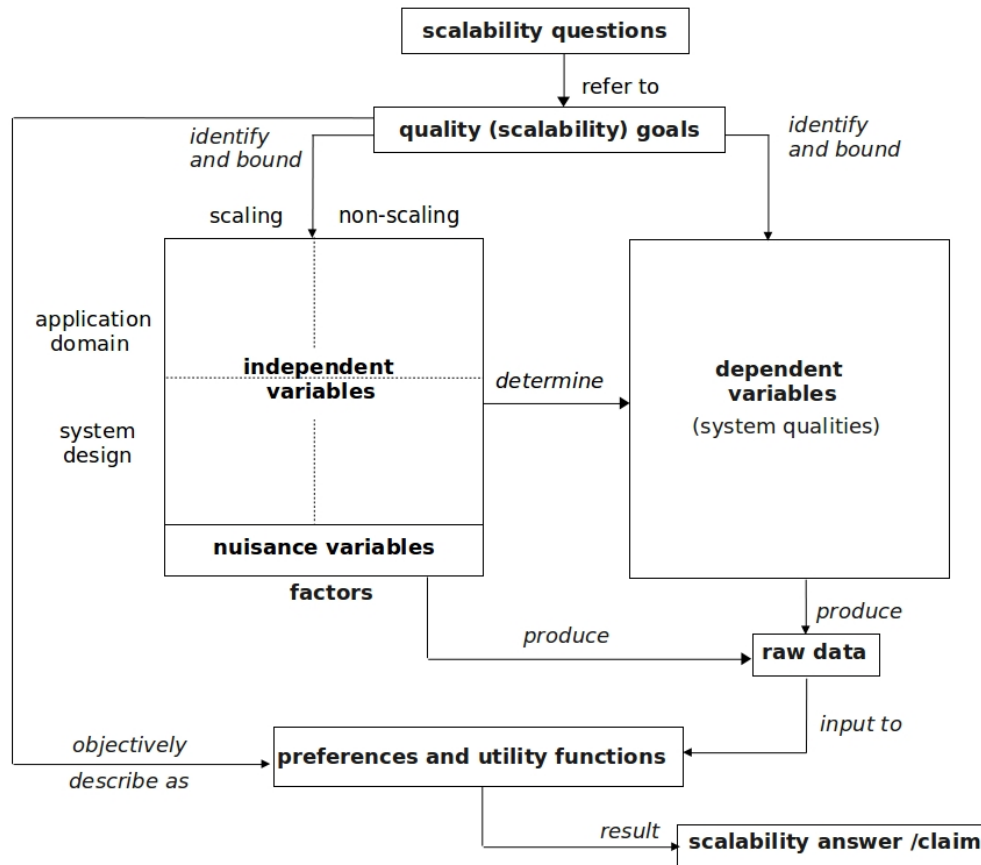 scalability questions
refer to
quality (scalability) goals
identify
and bound
identify
and bound
scaling
non-scaling
application
domain
independent
variables
system
design
nuisance variables
factors
determine
dependent
variables
(system qualities)
produce
produce
raw data
input to
objectively
describe as
preferences and utility functions
result
scalability answer /claim